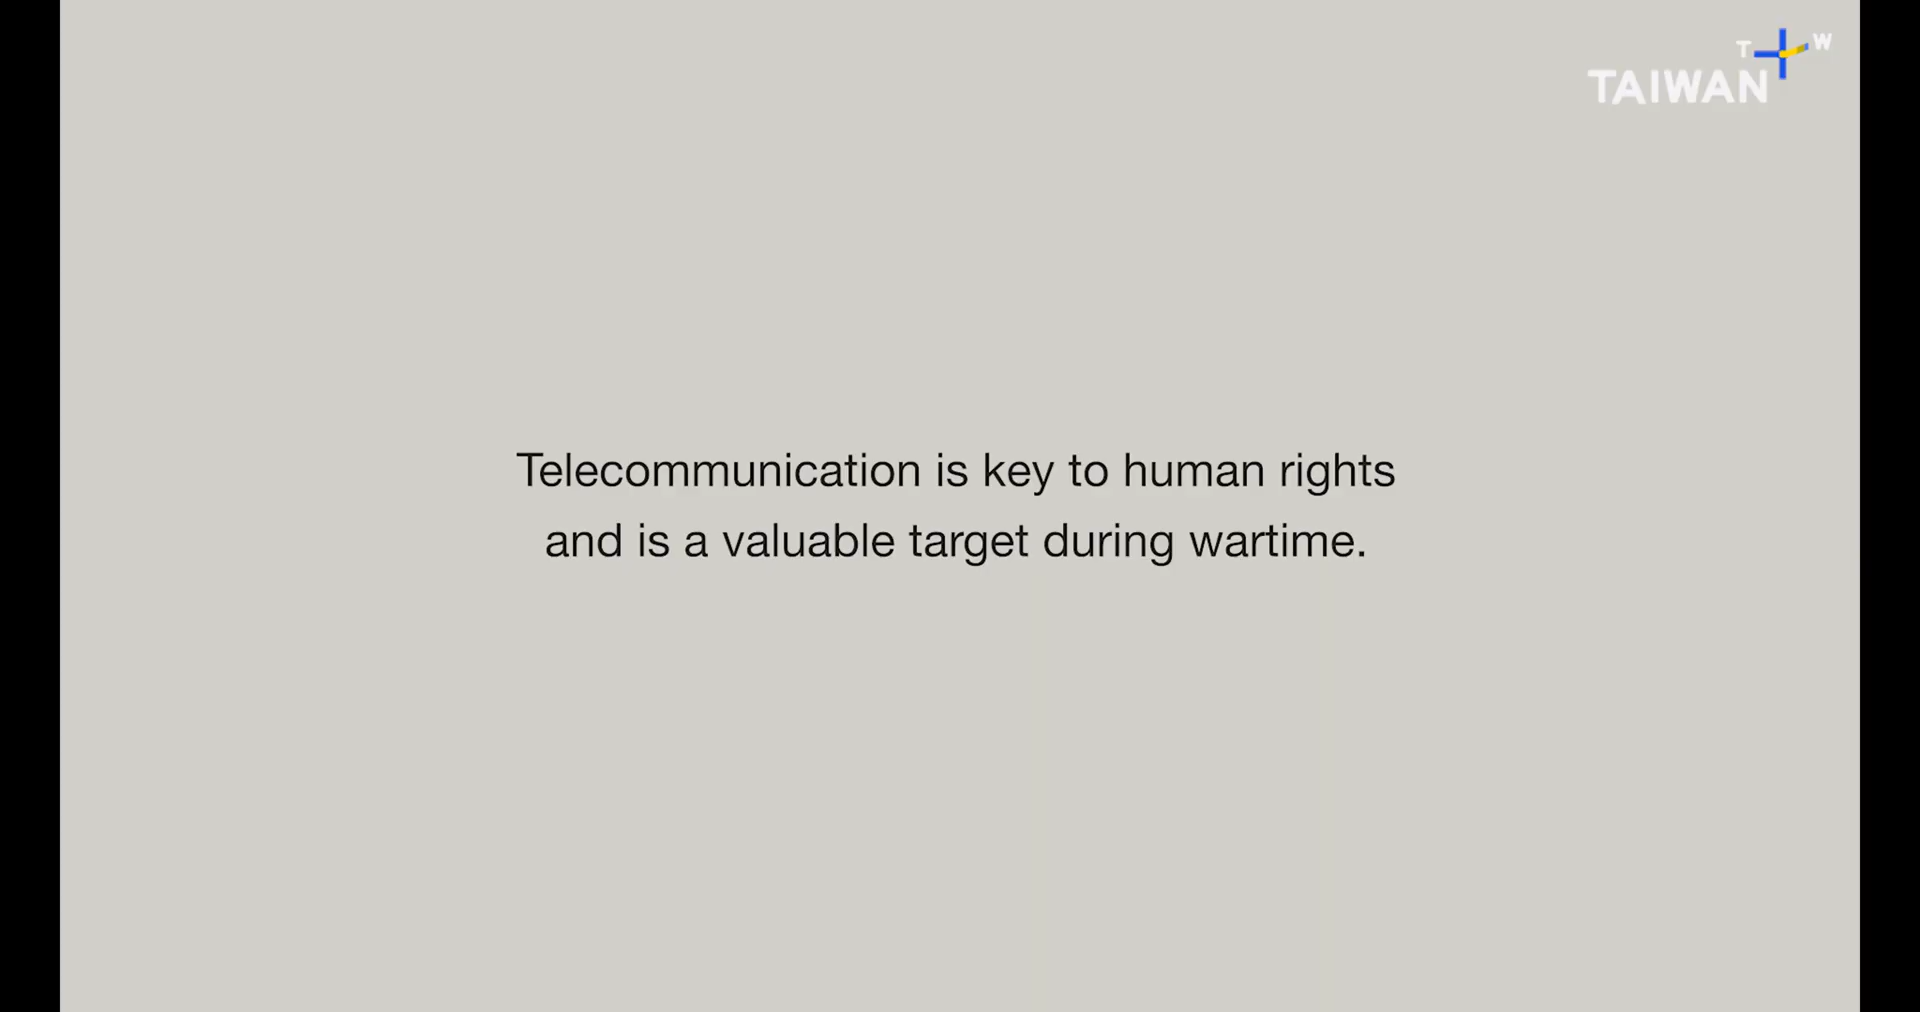 T W
TAIWAN
Telecommunication is key to human rights
and is a valuable target during wartime.